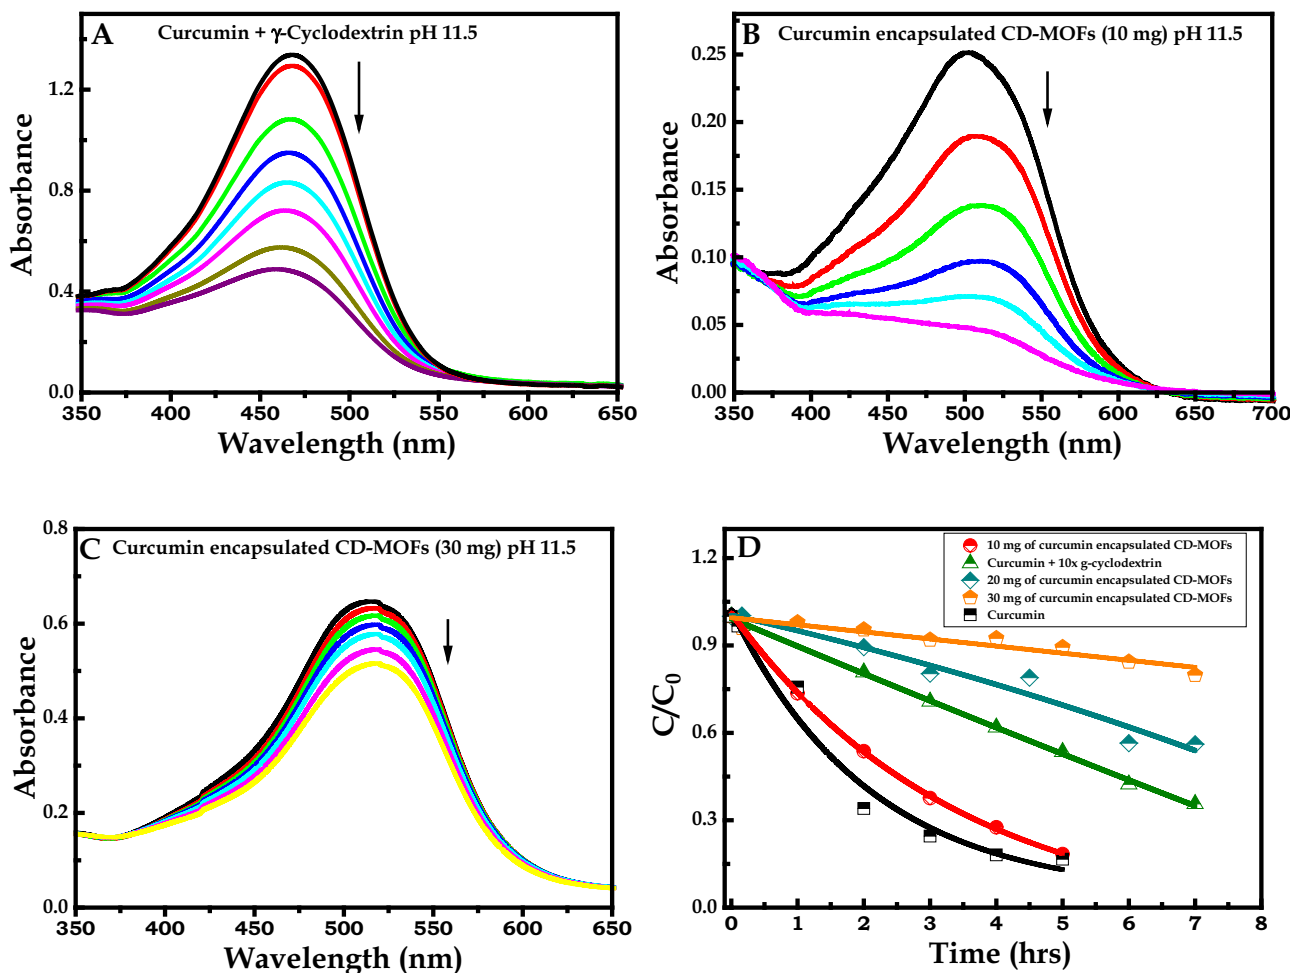 A
Curcumin + γ-Cyclodextrin pH 11.5
Absorbance
1.2
0.8
0.4
0.0
350 400 450 500 550 600 650
Wavelength (nm)
B
Curcumin encapsulated CD-MOFs (10 mg) pH 11.5
Absorbance
0.25
0.20
0.15
0.10
0.05
0.00
350 400 450 500 550 600 650 700
Wavelength (nm)
C
Curcumin encapsulated CD-MOFs (30 mg) pH 11.5
Absorbance
0.8
0.6
0.4
0.2
0.0
350 400 450 500 550 600 650
Wavelength (nm)
D
10 mg of curcumin encapsulated CD-MOFs
Curcumin + 10x g-cyclodextrin
20 mg of curcumin encapsulated CD-MOFs
30 mg of curcumin encapsulated CD-MOFs
Curcumin
C/C0
1.2
0.9
0.6
0.3
0.0
0 1 2 3 4 5 6 7 8
Time (hrs)